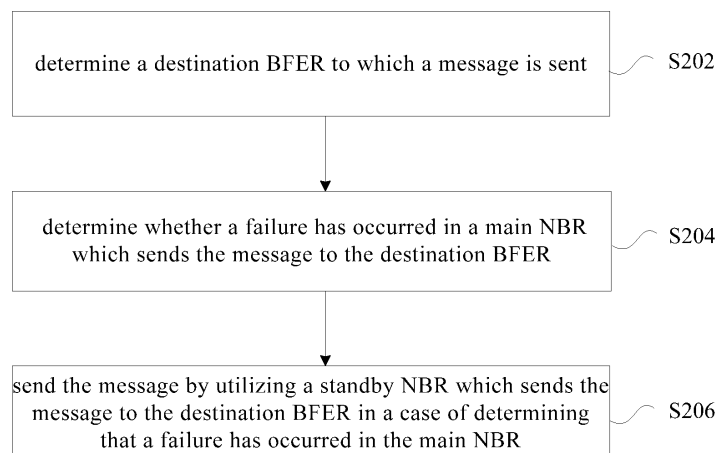 determine a destination BFER to which a message is sent
S202
determine whether a failure has occurred in a main NBR
which sends the message to the destination BFER
S204
send the message by utilizing a standby NBR which sends the
message to the destination BFER in a case of determining
that a failure has occurred in the main NBR
S206